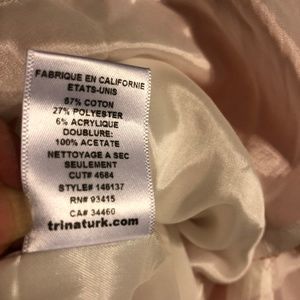 FABRIQUE EN CALIFORNIE
ETATS-UNIS
67% COTON
27% POLYESTER
6% ACRYLIQUE
DOUBLURE:
100% ACETATE
NETTOYAGE A SEC
SEULEMENT
CUT# 4684
STYLE# 146137
RN# 93415
CA# 34460
trinaturk.com